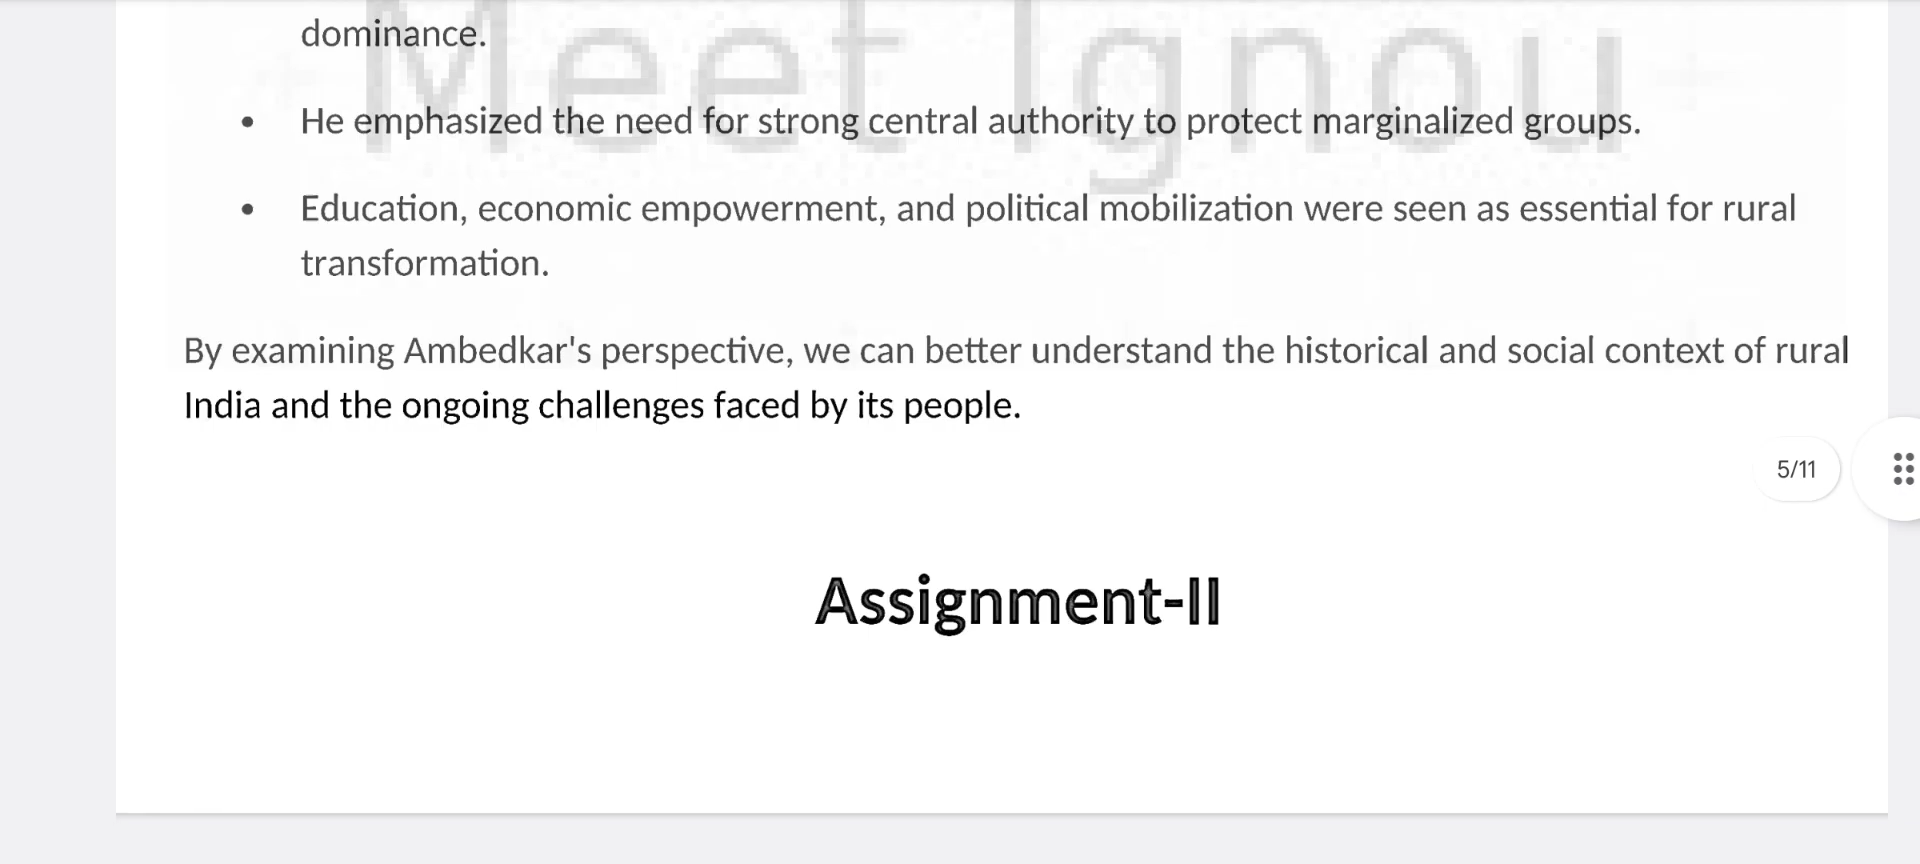 dominance.
Meet Ignou
• He emphasized the need for strong central authority to protect marginalized groups.
• Education, economic empowerment, and political mobilization were seen as essential for rural
transformation.
By examining Ambedkar's perspective, we can better understand the historical and social context of rural
India and the ongoing challenges faced by its people.
5/11
Assignment-II